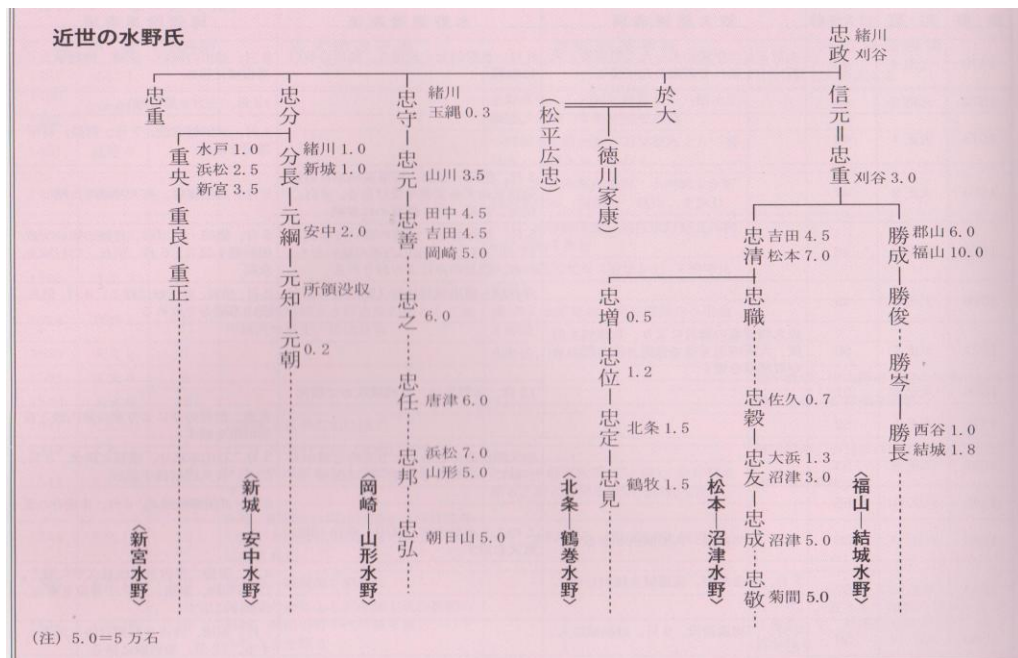 近世の水野氏
忠政
緒川
刈谷
信元＝忠重
刈谷 3.0
勝成
郡山 6.0
福山 10.0
勝俊
勝岑
勝長
西谷 1.0
結城 1.8
〈福山―結城水野〉
忠清
吉田 4.5
松本 7.0
忠職
忠穀
佐久 0.7
忠友
大浜 1.3
沼津 3.0
忠成
沼津 5.0
忠敬
菊間 5.0
〈松本―沼津水野〉
忠増
0.5
忠位
1.2
忠定
北条 1.5
忠見
鶴牧 1.5
〈北条―鶴巻水野〉
於大
（徳川家康）
（松平広忠）
忠守
緒川
玉縄 0.3
忠元
山川 3.5
忠善
田中 4.5
吉田 4.5
岡崎 5.0
忠之
6.0
忠任
唐津 6.0
忠邦
浜松 7.0
山形 5.0
忠弘
朝日山 5.0
〈岡崎―山形水野〉
忠分
分長
緒川 1.0
新城 1.0
元綱
安中 2.0
元知
所領没収
元朝
0.2
〈新城―安中水野〉
重央
水戸 1.0
浜松 2.5
新宮 3.5
重良
重正
〈新宮水野〉
忠重
（注）5.0＝5 万石